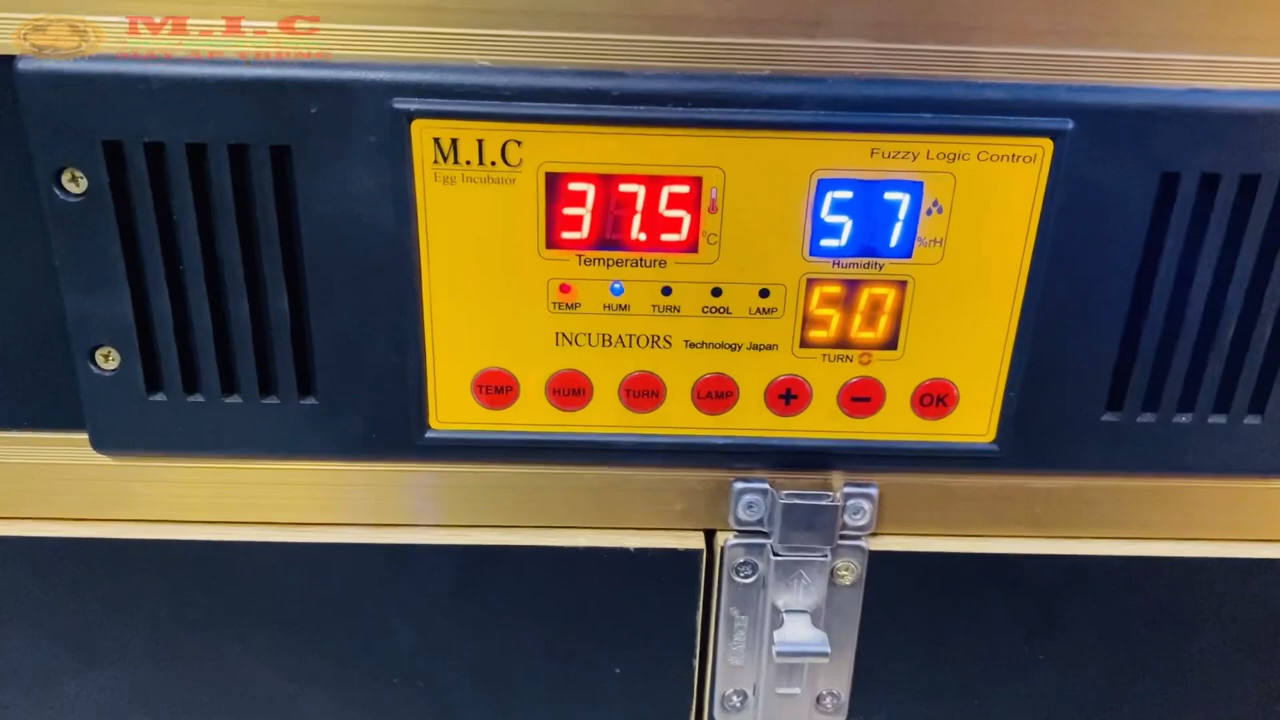 M.I.C
M.I.C
Egg Incubator
Fuzzy Logic Control
37.5
°C
Temperature
57
%rH
Humidity
TEMP HUMI TURN COOL LAMP
50
TURN
INCUBATORS Technology Japan
TEMP HUMI TURN LAMP + - OK